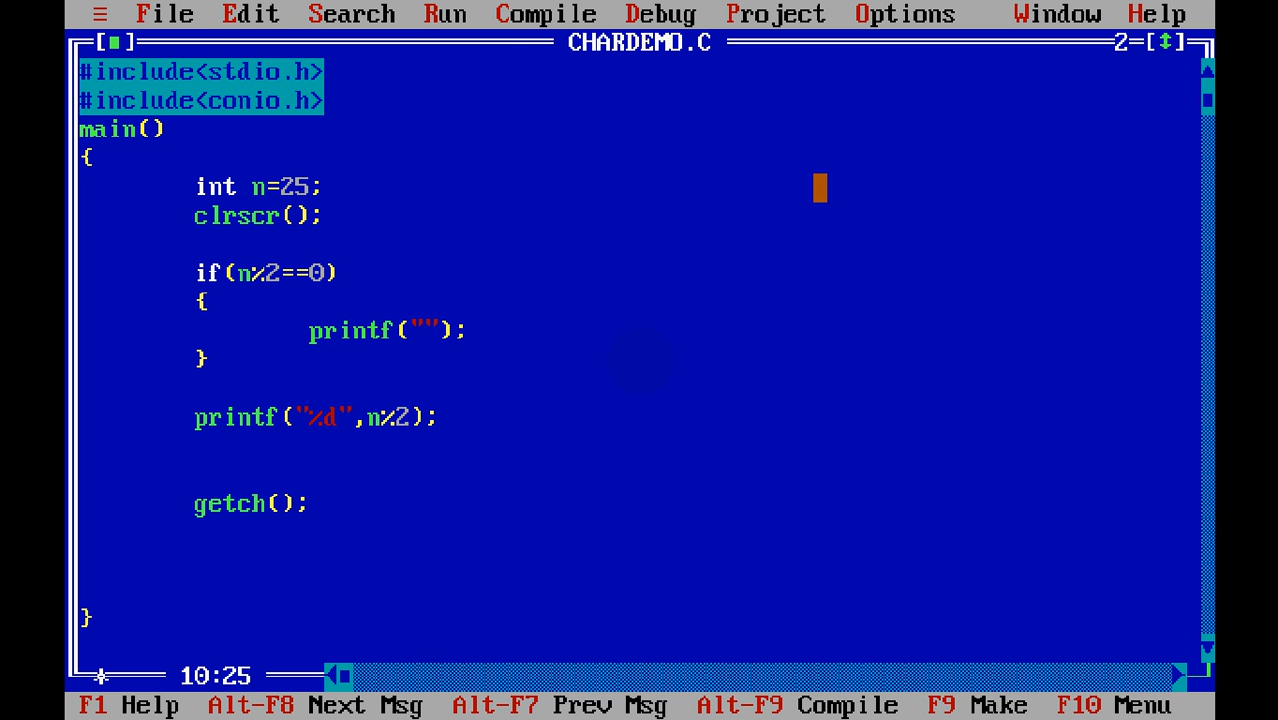 ≡ File Edit Search Run Compile Debug Project Options Window Help
[■] CHARDEMO.C 2=[↕]
#include<stdio.h>
#include<conio.h>
main()
{
int n=25;
clrscr();
if(n%2==0)
{
printf("");
}
printf("%d",n%2);
getch();
}
* 10:25
F1 Help Alt-F8 Next Msg Alt-F7 Prev Msg Alt-F9 Compile F9 Make F10 Menu